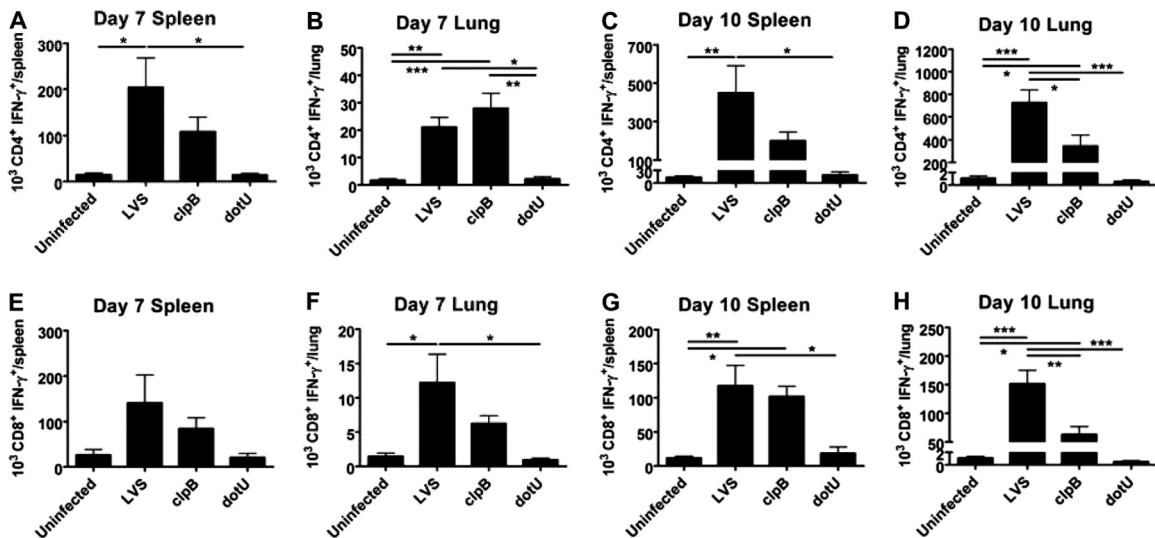 A
Day 7 Spleen
10³ CD4⁺ IFN-γ⁺/spleen
300
200
100
0
* *
Uninfected
LVS
clpB
dotU
B
Day 7 Lung
10³ CD4⁺ IFN-γ⁺/lung
50
40
30
20
10
0
**
*** *
**
Uninfected
LVS
clpB
dotU
C
Day 10 Spleen
10³ CD4⁺ IFN-γ⁺/spleen
700
500
300
100
30
0
** *
Uninfected
LVS
clpB
dotU
D
Day 10 Lung
10³ CD4⁺ IFN-γ⁺/lung
1200
1000
800
600
400
200
2
0
***
* ***
*
Uninfected
LVS
clpB
dotU
E
Day 7 Spleen
10³ CD8⁺ IFN-γ⁺/spleen
300
200
100
0
Uninfected
LVS
clpB
dotU
F
Day 7 Lung
10³ CD8⁺ IFN-γ⁺/lung
20
15
10
5
0
* *
Uninfected
LVS
clpB
dotU
G
Day 10 Spleen
10³ CD8⁺ IFN-γ⁺/spleen
200
150
100
50
0
**
* *
Uninfected
LVS
clpB
dotU
H
Day 10 Lung
10³ CD8⁺ IFN-γ⁺/lung
250
200
150
100
50
2
0
***
* ***
**
Uninfected
LVS
clpB
dotU